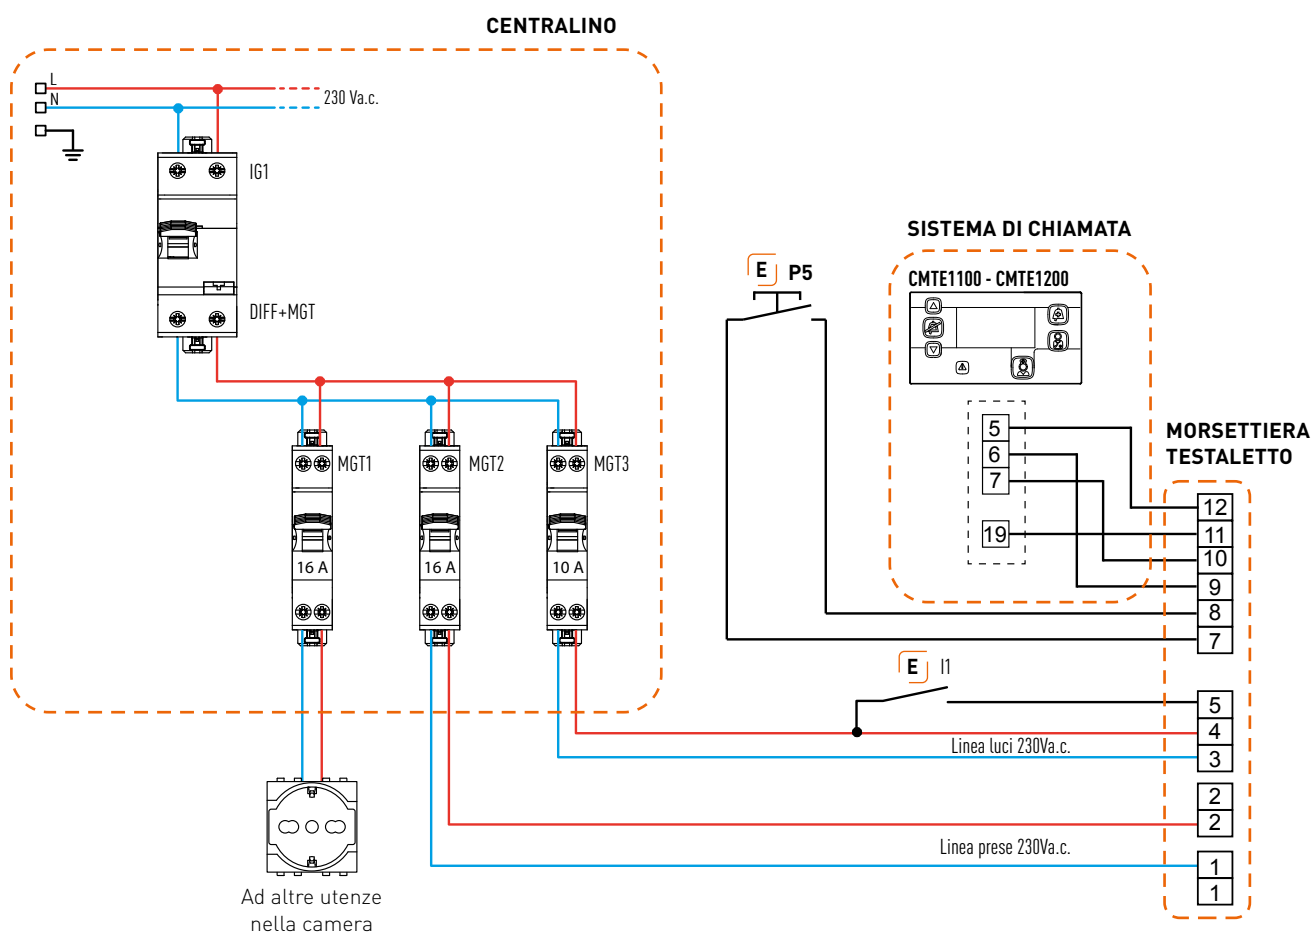 CENTRALINO
L
N
230 Va.c.
IG1
DIFF+MGT
MGT1
MGT2
MGT3
16 A
16 A
10 A
Ad altre utenze
nella camera
E P5
SISTEMA DI CHIAMATA
CMTE1100 - CMTE1200
5
6
7
19
MORSETTIERA
TESTALETTO
12
11
10
9
8
7
E I1
5
4
Linea luci 230Va.c.
3
2
2
Linea prese 230Va.c.
1
1